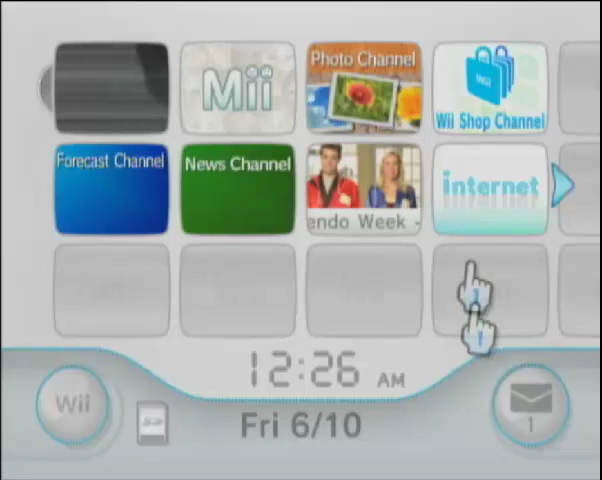 Mii
Photo Channel
Wii
Wii Shop Channel
Forecast Channel
News Channel
endo Week -
internet
12:26 AM
Wii
Fri 6/10
1